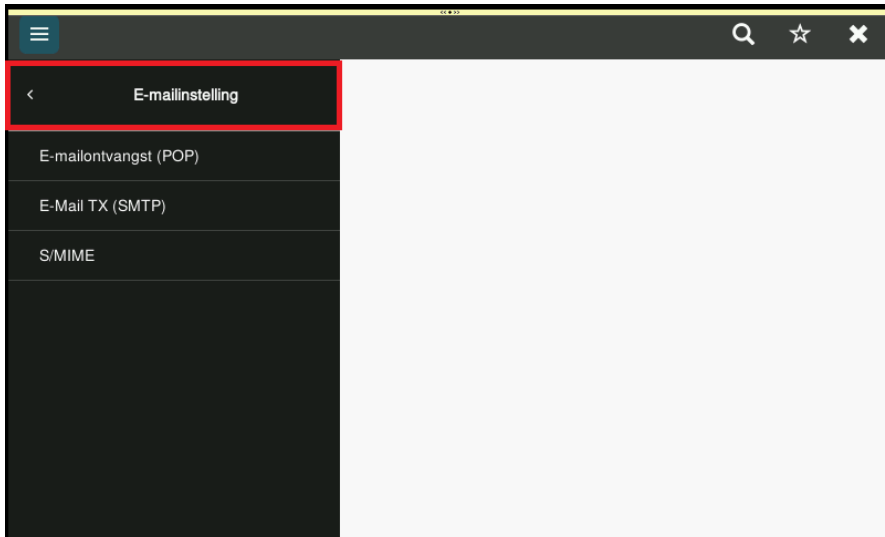 E-mailinstelling
E-mailontvangst (POP)
E-Mail TX (SMTP)
S/MIME